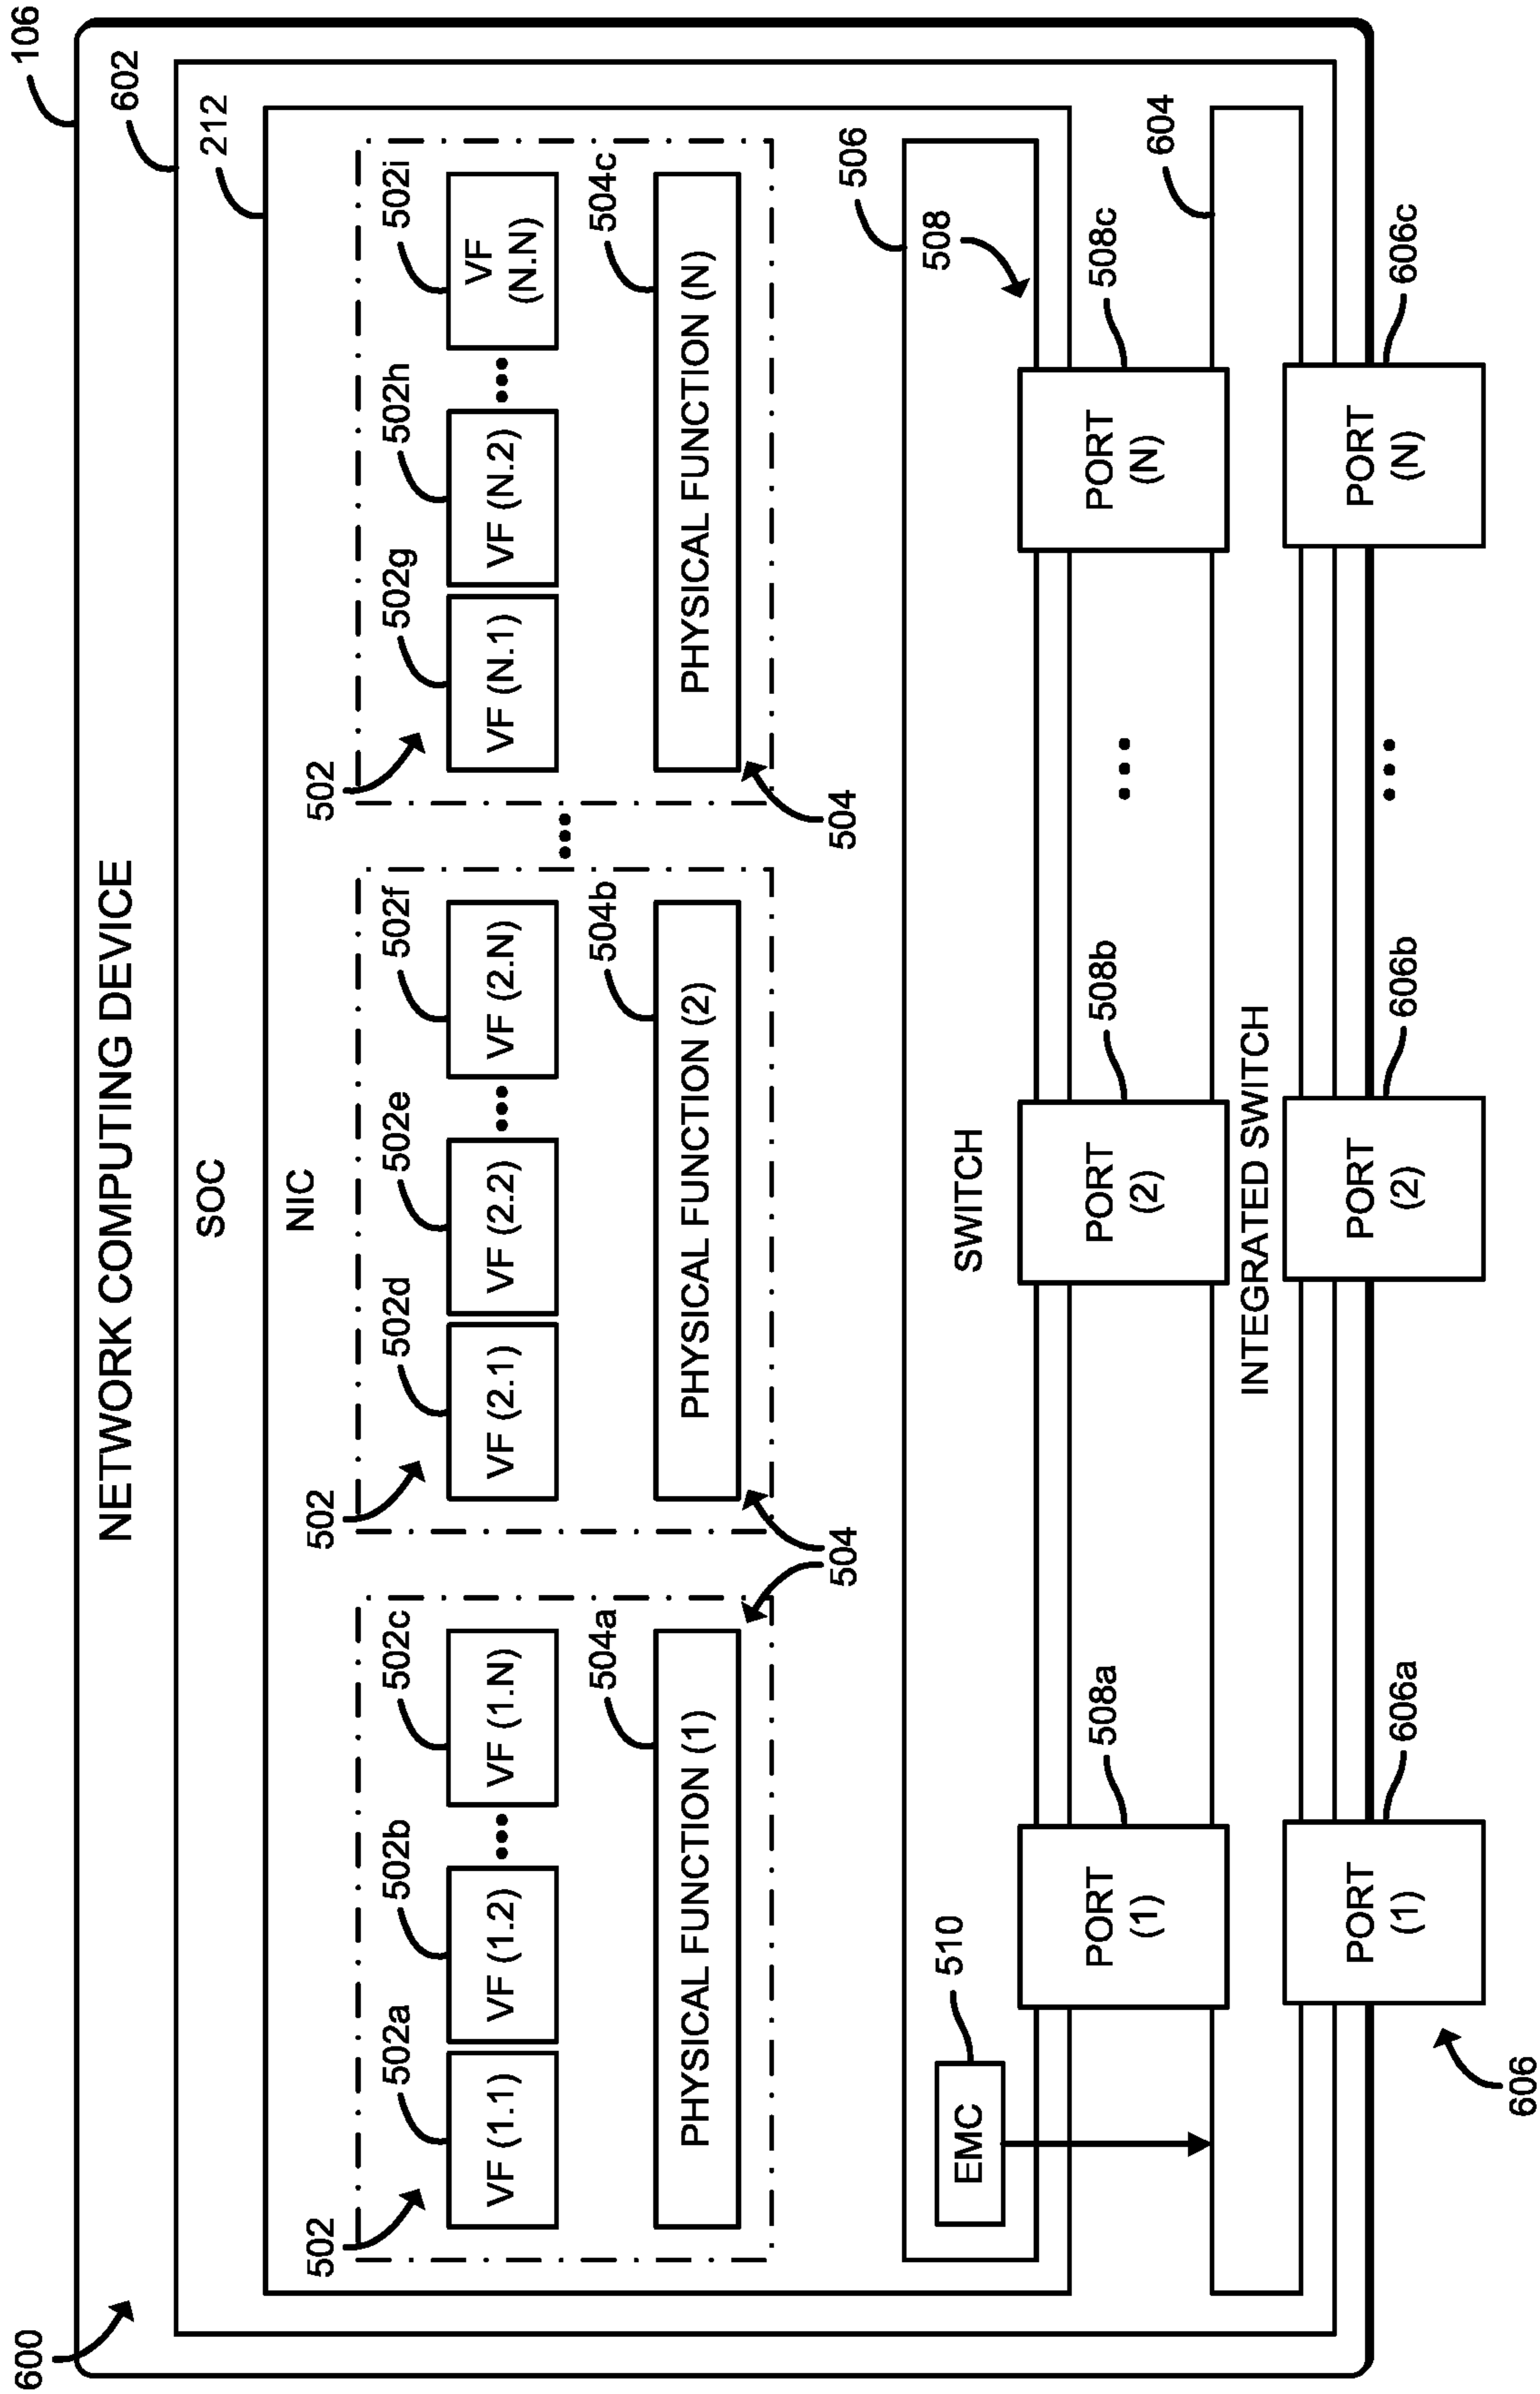 600
NETWORK COMPUTING DEVICE
106
SOC
602
NIC
212
502
502a
502b
502c
502
502d
502e
502f
502
502g
502h
502i
VF (1.1)
VF (1.2)
•••
VF (1.N)
VF (2.1)
VF (2.2)
•••
VF (2.N)
•••
VF (N.1)
VF (N.2)
•••
VF
(N.N)
504a
504b
504c
PHYSICAL FUNCTION (1)
PHYSICAL FUNCTION (2)
PHYSICAL FUNCTION (N)
504
504
506
EMC
510
SWITCH
508
508a
508b
508c
PORT
(1)
PORT
(2)
•••
PORT
(N)
604
INTEGRATED SWITCH
606a
606b
606c
PORT
(1)
PORT
(2)
•••
PORT
(N)
606